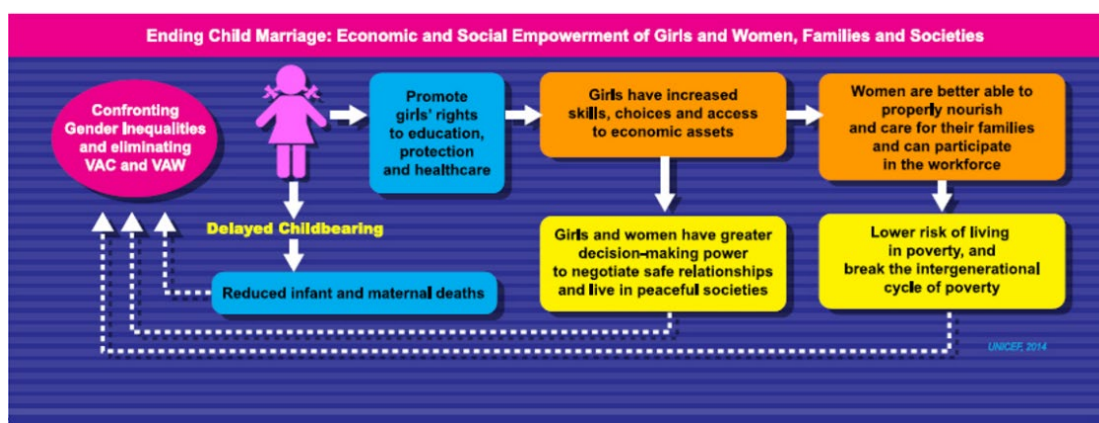 Ending Child Marriage: Economic and Social Empowerment of Girls and Women, Families and Societies
Confronting
Gender Inequalities
and eliminating
VAC and VAW
Promote
girls' rights
to education,
protection
and healthcare
Girls have increased
skills, choices and access
to economic assets
Women are better able to
properly nourish
and care for their families
and can participate
in the workforce
Delayed Childbearing
Reduced infant and maternal deaths
Girls and women have greater
decision–making power
to negotiate safe relationships
and live in peaceful societies
Lower risk of living
in poverty, and
break the intergenerational
cycle of poverty
UNICEF, 2014